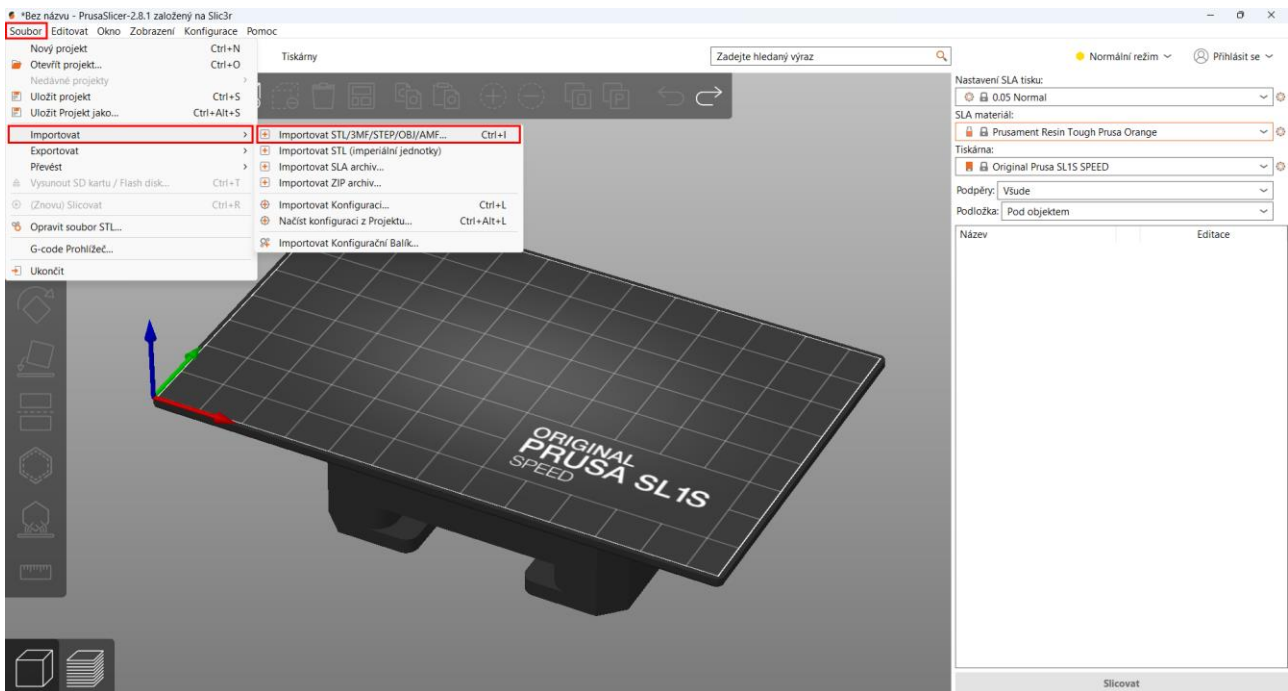 *Bez názvu - PrusaSlicer-2.8.1 založený na Slic3r
Soubor Editovat Okno Zobrazení Konfigurace Pomoc
Nový projekt Ctrl+N
Otevřít projekt... Ctrl+O
Nedávné projekty
Uložit projekt Ctrl+S
Uložit Projekt jako... Ctrl+Alt+S
Importovat
Exportovat
Převést
Vysunout SD kartu / Flash disk... Ctrl+T
(Znovu) Slicovat Ctrl+R
Opravit soubor STL...
G-code Prohlížeč...
Ukončit
Importovat STL/3MF/STEP/OBJ/AMF... Ctrl+I
Importovat STL (imperiální jednotky)
Importovat SLA archiv...
Importovat ZIP archiv...
Importovat Konfiguraci... Ctrl+L
Načíst konfiguraci z Projektu... Ctrl+Alt+L
Importovat Konfigurační Balík...
Tiskárny
Zadejte hledaný výraz
Normální režim
Přihlásit se
Nastavení SLA tisku:
0.05 Normal
SLA materiál:
Prusament Resin Tough Prusa Orange
Tiskárna:
Original Prusa SL1S SPEED
Podpěry: Všude
Podložka: Pod objektem
Název Editace
ORIGINAL
PRUSA SL1S
SPEED
Slicovat